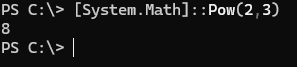 PS C:\> [System.Math]::Pow(2,3)
8
PS C:\>